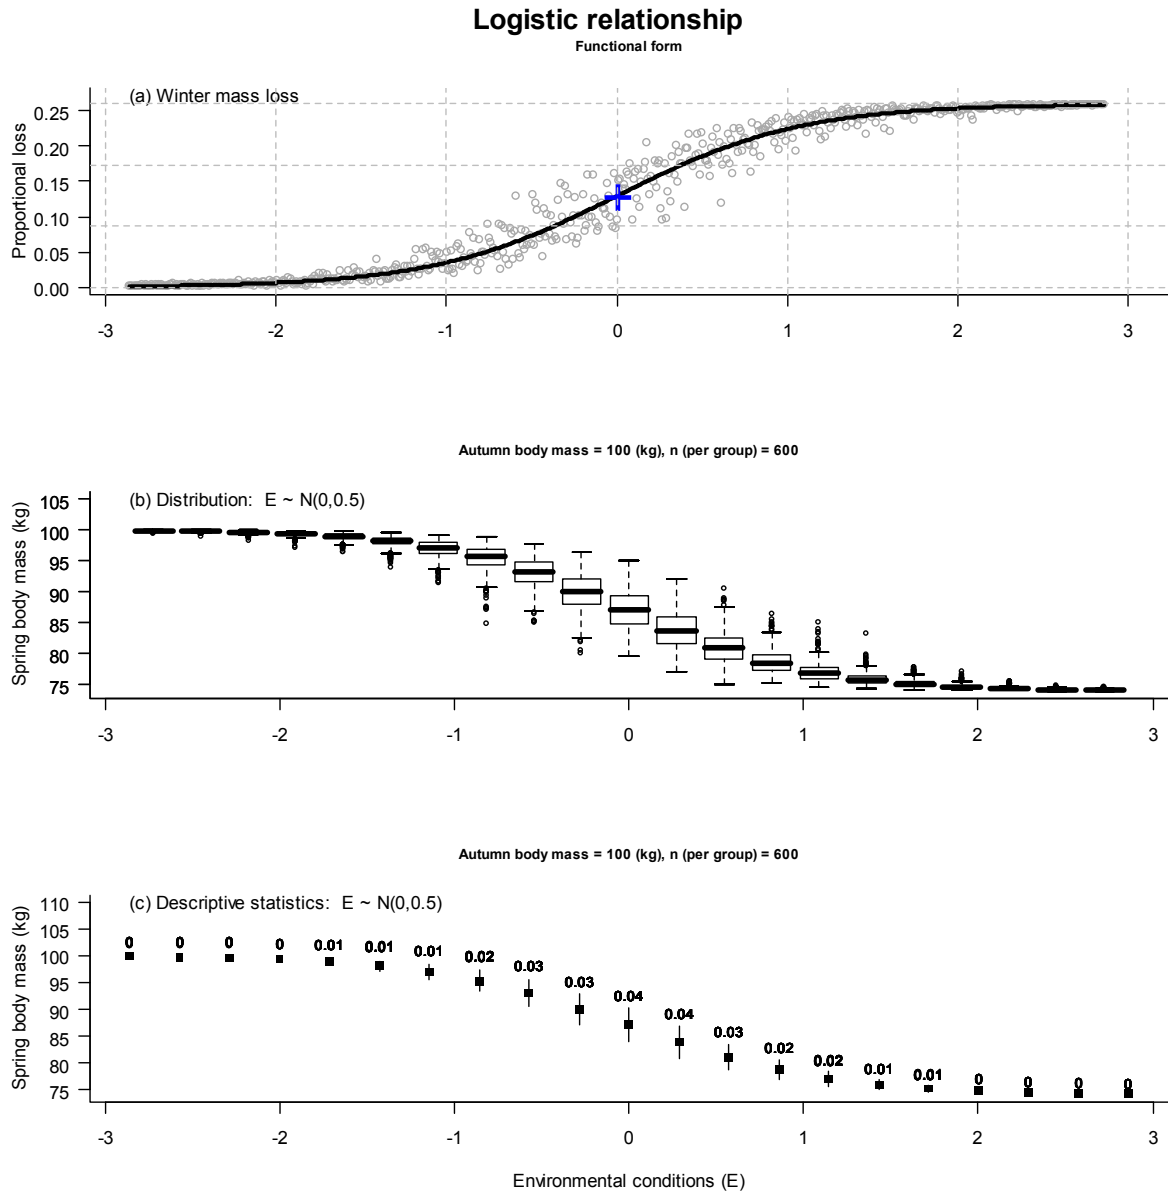 Logistic relationship
Functional form
(a) Winter mass loss
Proportional loss
0.25
0.20
0.15
0.10
0.05
0.00
-3 -2 -1 0 1 2 3
Autumn body mass = 100 (kg), n (per group) = 600
(b) Distribution: E ~ N(0,0.5)
Spring body mass (kg)
105
100
95
90
85
80
75
-3 -2 -1 0 1 2 3
Autumn body mass = 100 (kg), n (per group) = 600
(c) Descriptive statistics: E ~ N(0,0.5)
Spring body mass (kg)
110
105
100
95
90
85
80
75
0 0 0 0 0.01 0.01 0.01 0.02 0.03 0.03 0.04 0.04 0.03 0.02 0.02 0.01 0.01 0 0 0 0
-3 -2 -1 0 1 2 3
Environmental conditions (E)